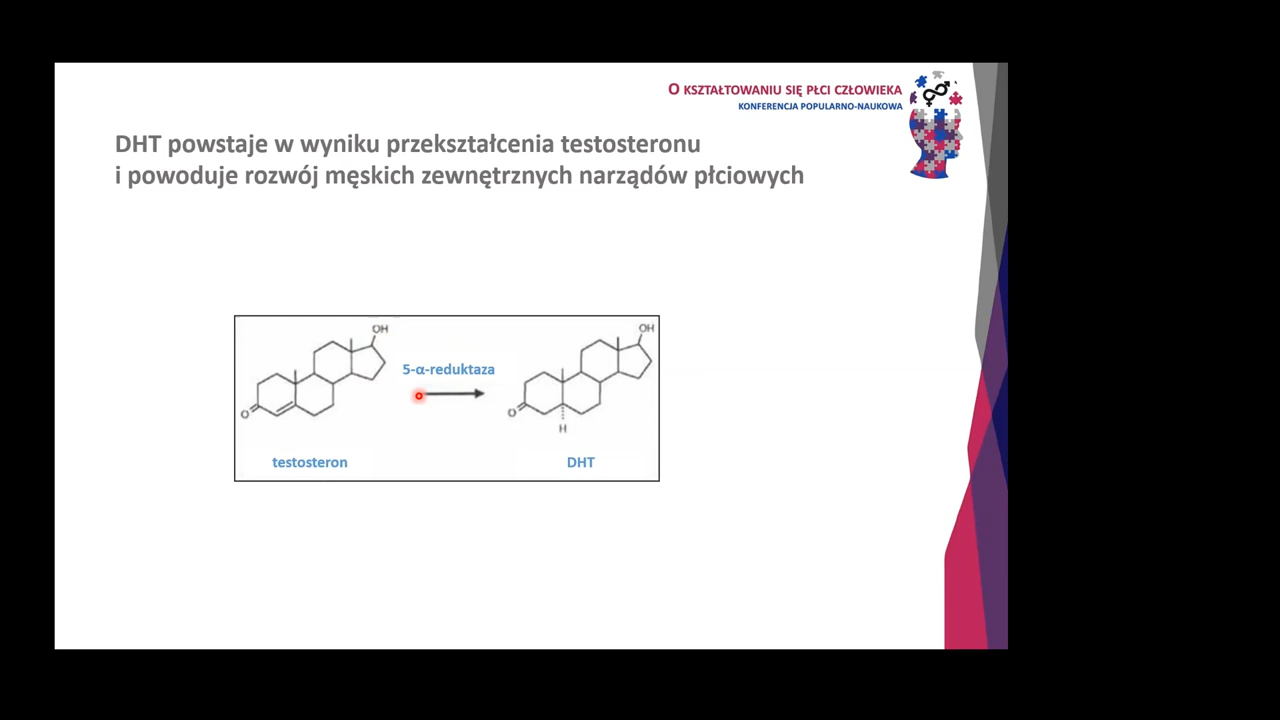 O KSZTAŁTOWANIU SIĘ PŁCI CZŁOWIEKA
KONFERENCJA POPULARNO-NAUKOWA
DHT powstaje w wyniku przekształcenia testosteronu
i powoduje rozwój męskich zewnętrznych narządów płciowych
OH
OH
5-α-reduktaza
O
O
H
testosteron
DHT